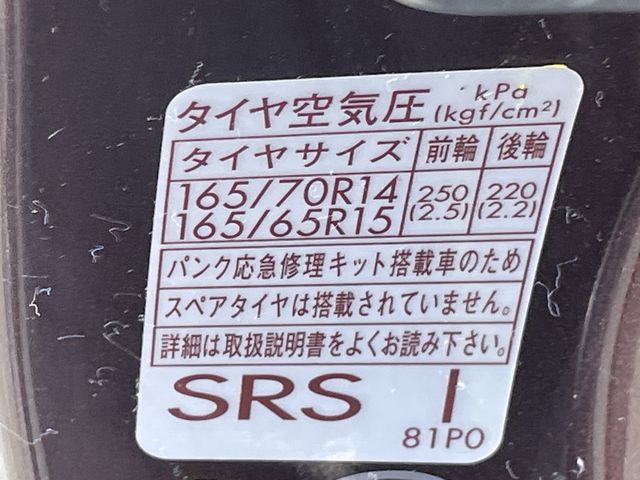 タイヤ空気圧 kPa
(kgf/cm²)
タイヤサイズ 前輪 後輪
165/70R14 250 220
165/65R15 (2.5) (2.2)
パンク応急修理キット搭載車のため
スペアタイヤは搭載されていません。
詳細は取扱説明書をよくお読み下さい。
SRS I
81P0